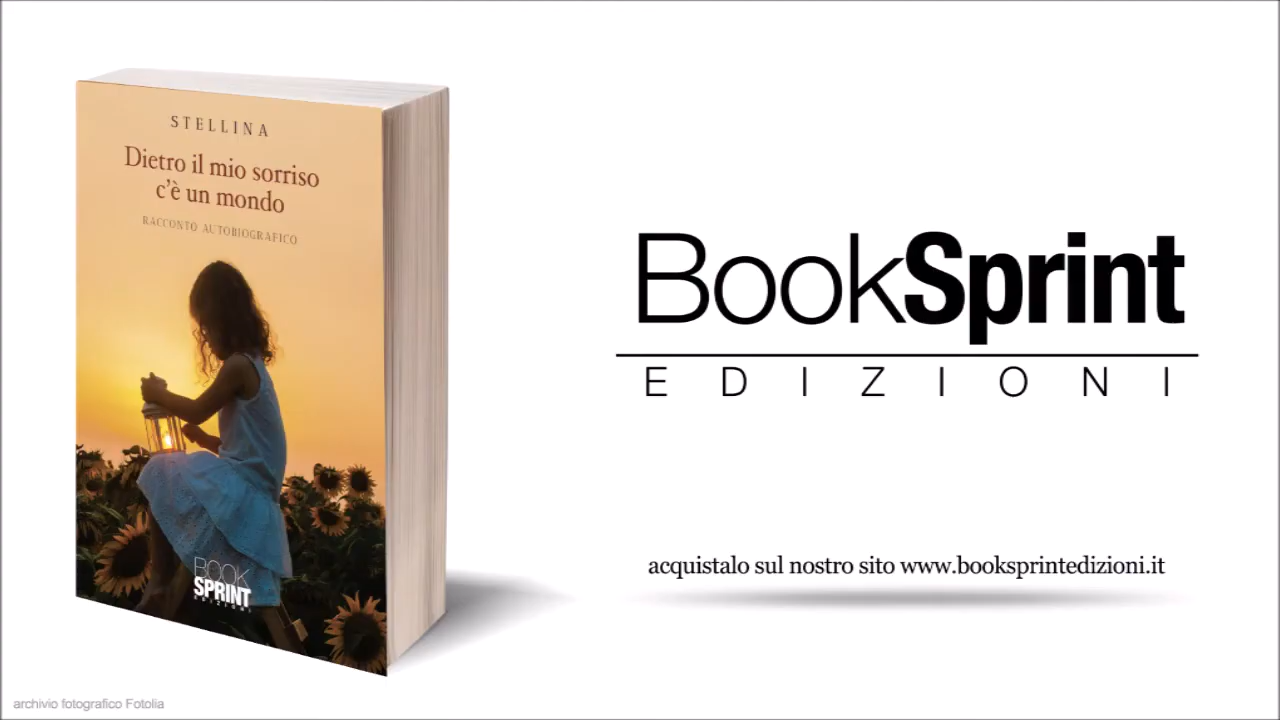 STELLINA
Dietro il mio sorriso
c'è un mondo
RACCONTO AUTOBIOGRAFICO
BOOK
SPRINT
EDIZIONI
BookSprint
EDIZIONI
acquistalo sul nostro sito www.booksprintedizioni.it
archivio fotografico Fotolia